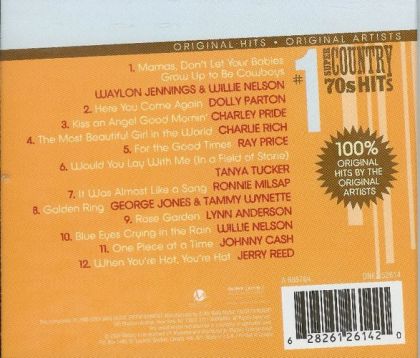 ORIGINAL HITS • ORIGINAL ARTISTS
#1
SUPER
COUNTRY
'70s HITS
1. Mamas, Don't Let Your Babies
Grow Up to Be Cowboys
WAYLON JENNINGS & WILLIE NELSON
2. Here You Come Again DOLLY PARTON
3. Kiss an Angel Good Mornin' CHARLEY PRIDE
4. The Most Beautiful Girl in the World CHARLIE RICH
5. For the Good Times RAY PRICE
6. Would You Lay With Me (In a Field of Stone)
TANYA TUCKER
7. It Was Almost Like a Song RONNIE MILSAP
8. Golden Ring GEORGE JONES & TAMMY WYNETTE
9. Rose Garden LYNN ANDERSON
10. Blue Eyes Crying in the Rain WILLIE NELSON
11. One Piece at a Time JOHNNY CASH
12. When You're Hot, You're Hot JERRY REED
100%
ORIGINAL
HITS BY THE
ORIGINAL
ARTISTS
6 28261 26142 0